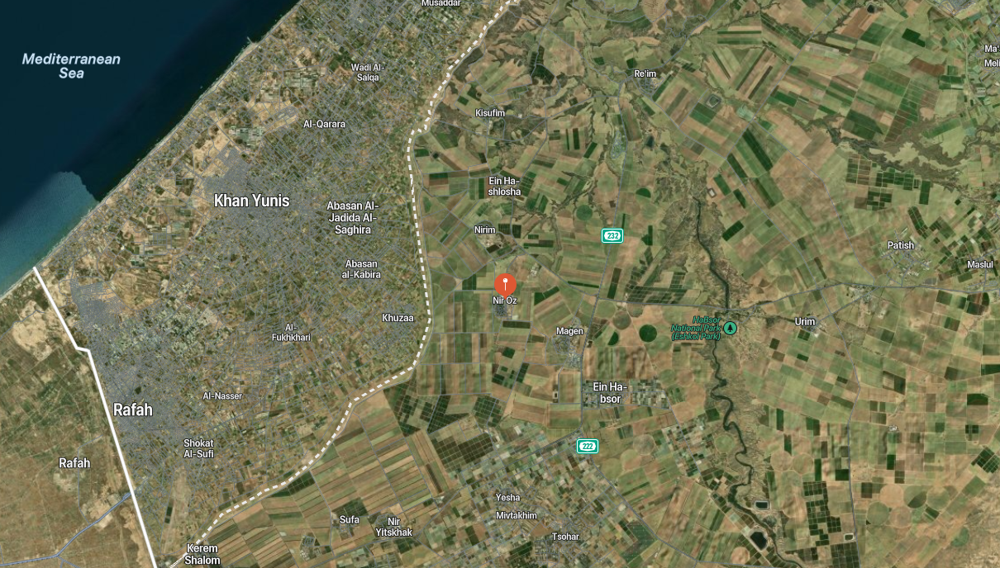 Musaddar
Mediterranean
Sea
Wadi Al-
Salqa
Re'im
Ma'
Meli
Kisufim
Al-Qarara
Khan Yunis
Ein Ha-
shlosha
Abasan Al-
Jadida Al-
Saghira
Nirim
232
Patish
Maslul
Abasan
al-Kabira
Nir Oz
Khuzaa
HaBsor
National Park
(Eshkol Park)
Urim
Al-
Fukhkhari
Magen
Al-Nasser
Ein Ha-
bsor
Rafah
Shokat
Al-Sufi
222
Rafah
Yesha
Mivtakhim
Sufa
Nir
Yitskhak
Tsohar
Kerem
Shalom